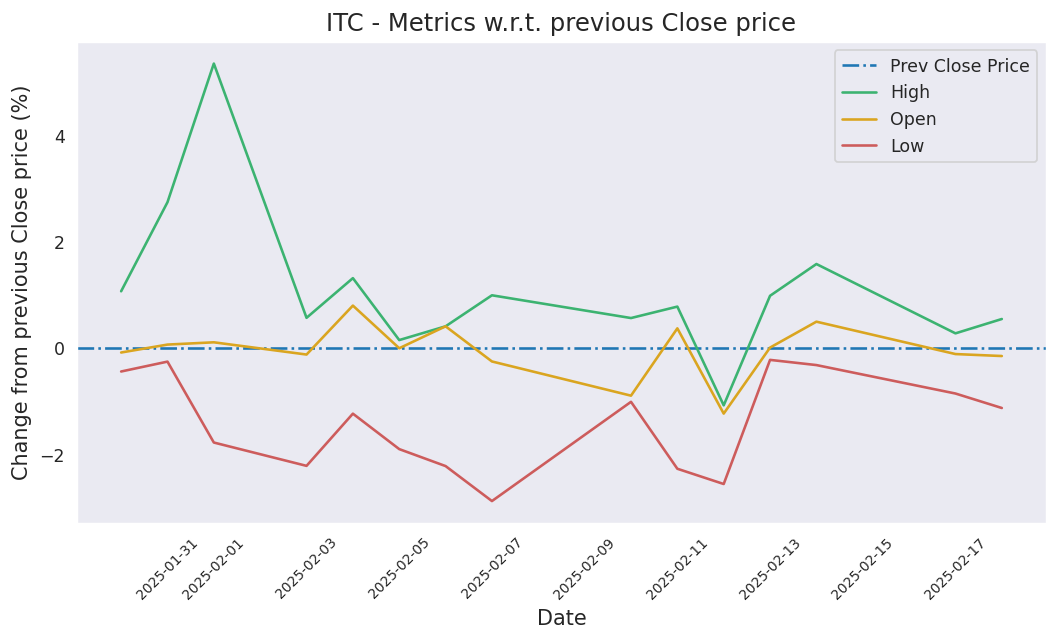 ITC - Metrics w.r.t. previous Close price
Change from previous Close price (%)
4
2
0
−2
Prev Close Price
High
Open
Low
2025-01-31
2025-02-01
2025-02-03
2025-02-05
2025-02-07
2025-02-09
2025-02-11
2025-02-13
2025-02-15
2025-02-17
Date